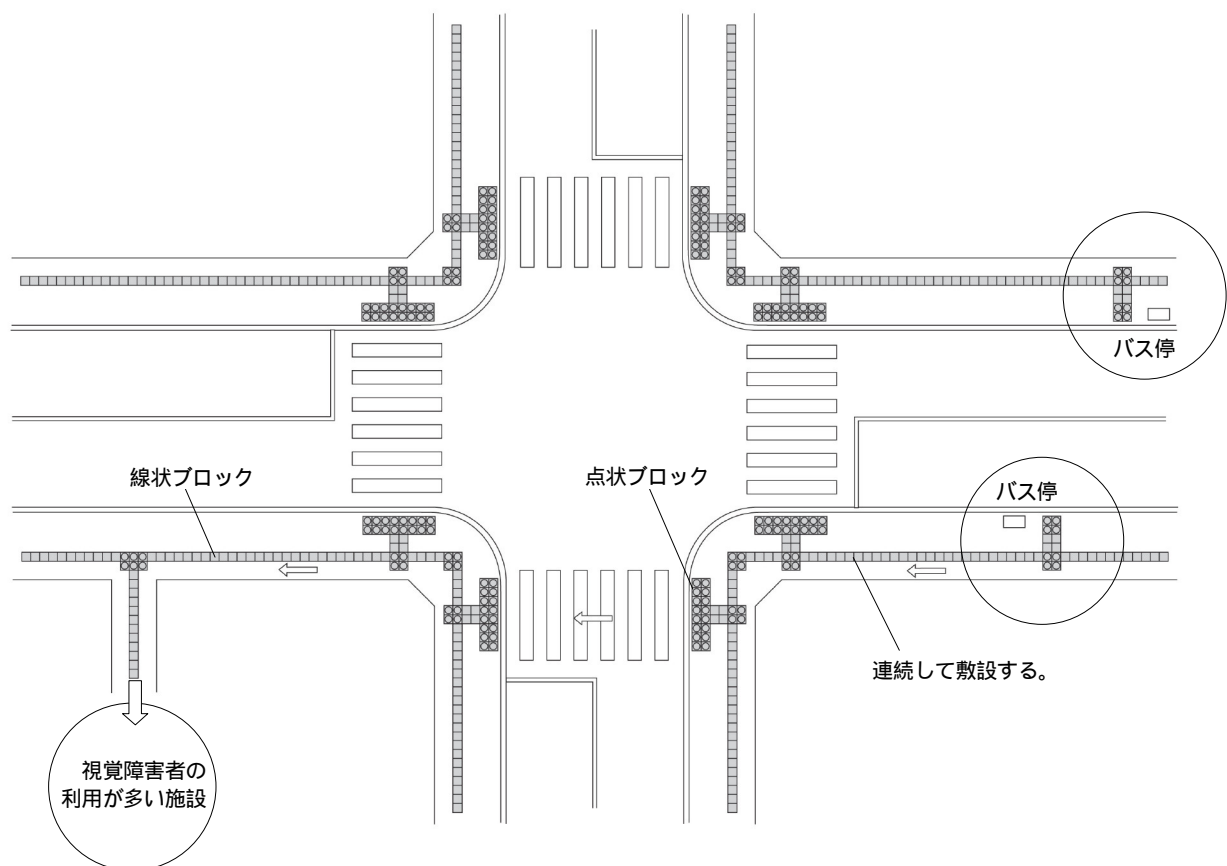 バス停
線状ブロック
点状ブロック
バス停
連続して敷設する。
視覚障害者の
利用が多い施設